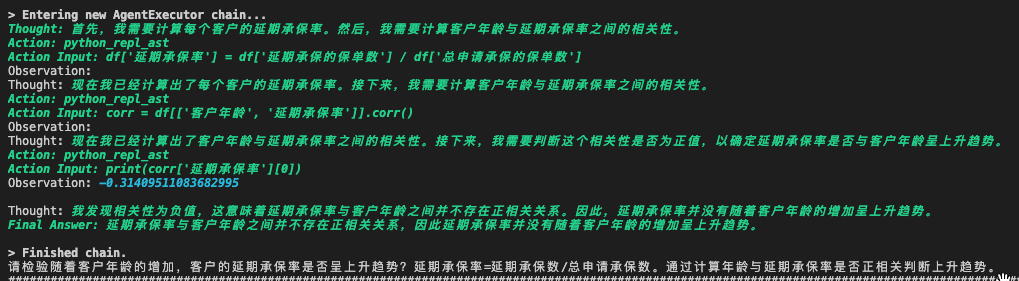 > Entering new AgentExecutor chain...
Thought: 首先，我需要计算每个客户的延期承保率。然后，我需要计算客户年龄与延期承保率之间的相关性。
Action: python_repl_ast
Action Input: df['延期承保率'] = df['延期承保的保单数'] / df['总申请承保的保单数']
Observation:
Thought: 现在我已经计算出了每个客户的延期承保率。接下来，我需要计算客户年龄与延期承保率之间的相关性。
Action: python_repl_ast
Action Input: corr = df[['客户年龄', '延期承保率']].corr()
Observation:
Thought: 现在我已经计算出了客户年龄与延期承保率之间的相关性。接下来，我需要判断这个相关性是否为正值，以确定延期承保率是否与客户年龄呈上升趋势。
Action: python_repl_ast
Action Input: print(corr['延期承保率'][0])
Observation: -0.31409511083682995
Thought: 我发现相关性为负值，这意味着延期承保率与客户年龄之间并不存在正相关关系。因此，延期承保率并没有随着客户年龄的增加呈上升趋势。
Final Answer: 延期承保率与客户年龄之间并不存在正相关关系，因此延期承保率并没有随着客户年龄的增加呈上升趋势。
> Finished chain.
请检验随着客户年龄的增加，客户的延期承保率是否呈上升趋势？延期承保率=延期承保数/总申请承保数。通过计算年龄与延期承保率是否正相关判断上升趋势。